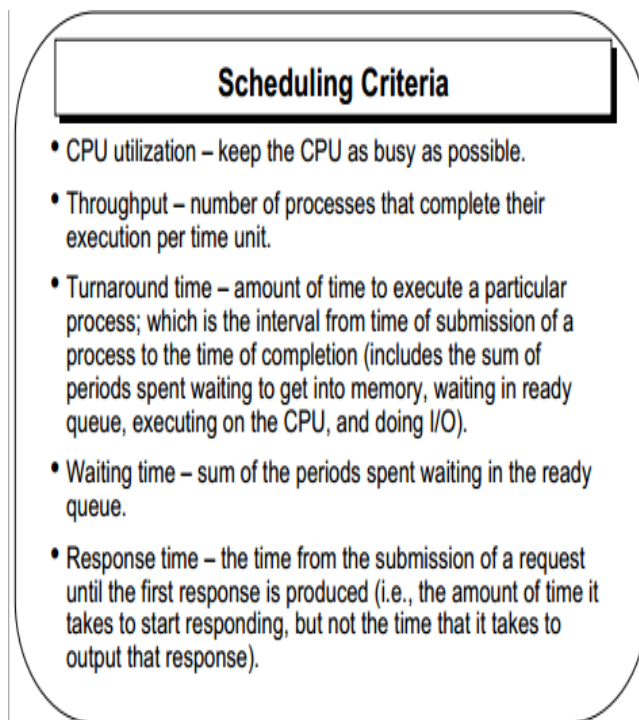 Scheduling Criteria
• CPU utilization – keep the CPU as busy as possible.
• Throughput – number of processes that complete their
execution per time unit.
• Turnaround time – amount of time to execute a particular
process; which is the interval from time of submission of a
process to the time of completion (includes the sum of
periods spent waiting to get into memory, waiting in ready
queue, executing on the CPU, and doing I/O).
• Waiting time – sum of the periods spent waiting in the ready
queue.
• Response time – the time from the submission of a request
until the first response is produced (i.e., the amount of time it
takes to start responding, but not the time that it takes to
output that response).